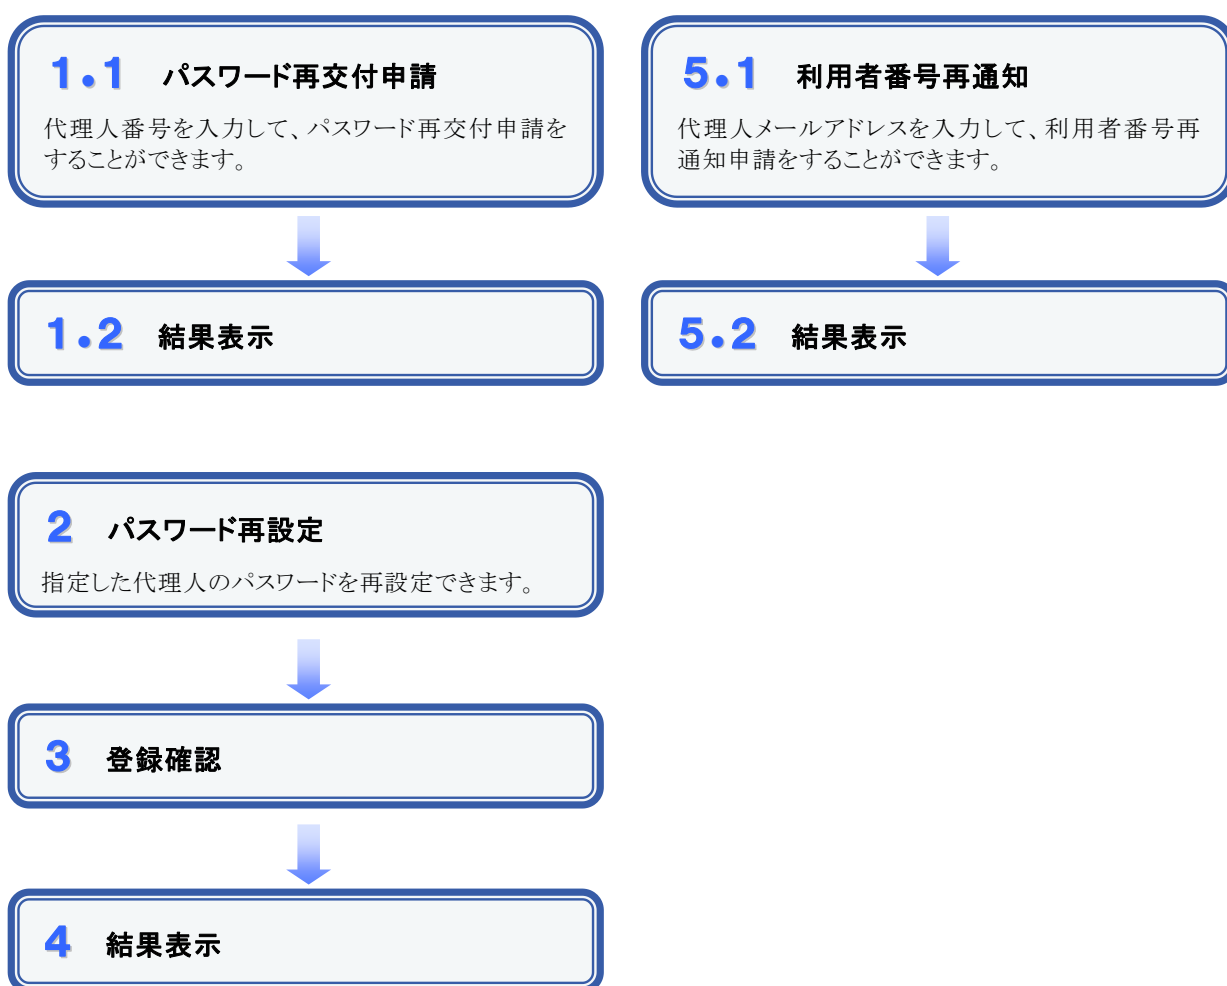 1.1 パスワード再交付申請
代理人番号を入力して、パスワード再交付申請を
することができます。
1.2 結果表示
5.1 利用者番号再通知
代理人メールアドレスを入力して、利用者番号再
通知申請をすることができます。
5.2 結果表示
2 パスワード再設定
指定した代理人のパスワードを再設定できます。
3 登録確認
4 結果表示